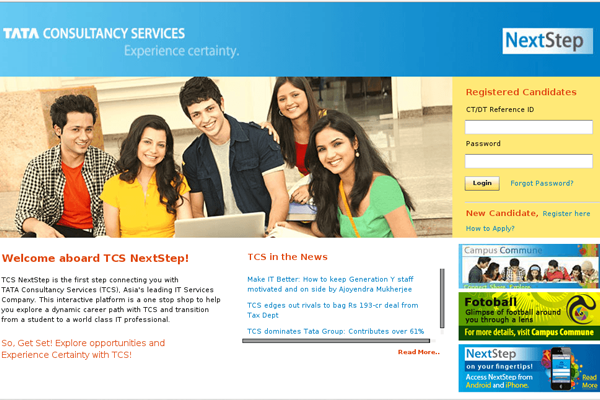 TATA CONSULTANCY SERVICES
Experience certainty.
NextStep
Registered Candidates
CT/DT Reference ID
Password
Login Forgot Password?
New Candidate, Register here
How to Apply?
Welcome aboard TCS NextStep!
TCS NextStep is the first step connecting you with
TATA Consultancy Services (TCS), Asia's leading IT Services
Company. This interactive platform is a one stop shop to help
you explore a dynamic career path with TCS and transition
from a student to a world class IT professional.
So, Get Set! Explore opportunities and
Experience Certainty with TCS!
TCS in the News
Make IT Better: How to keep Generation Y staff
motivated and on side by Ajoyendra Mukherjee
TCS edges out rivals to bag Rs 193-cr deal from
Tax Dept
TCS dominates Tata Group: Contributes over 61%
Read More..
Campus Commune
Connect. Share. Explore
Fotoball
Glimpse of football around
you through a lens
For more details, visit Campus Commune
NextStep
on your fingertips!
Access NextStep from
Android and iPhone.
Read
More